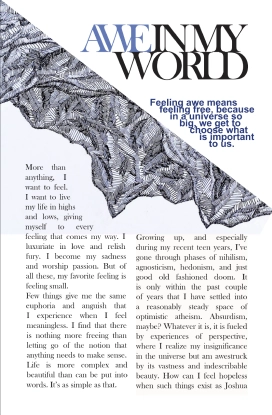 AWE IN MY
WORLD
Feeling awe means
feeling free, because
in a universe so
big, we get to
choose what
is important
to us.
More than
anything, I
want to feel.
I want to live
my life in highs
and lows, giving
myself to every
feeling that comes my way. I
luxuriate in love and relish
fury. I become my sadness
and worship passion. But of
all these, my favorite feeling is
feeling small.
Few things give me the same
euphoria and anguish that
I experience when I feel
meaningless. I find that there
is nothing more freeing than
letting go of the notion that
anything needs to make sense.
Life is more complex and
beautiful than can be put into
words. It's as simple as that.
Growing up, and especially
during my recent teen years, I've
gone through phases of nihilism,
agnosticism, hedonism, and just
good old fashioned doom. It
is only within the past couple
of years that I have settled into
a reasonably steady space of
optimistic atheism. Absurdism,
maybe? Whatever it is, it is fueled
by experiences of perspective,
where I realize my insignificance
in the universe but am awestruck
by its vastness and indescribable
beauty. How can I feel hopeless
when such things exist as Joshua